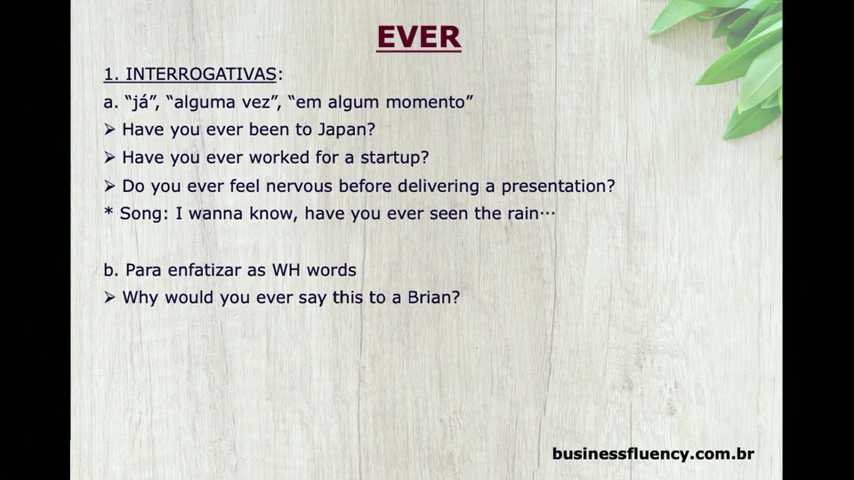 EVER
1. INTERROGATIVAS:
a. “já”, “alguma vez”, “em algum momento”
➢ Have you ever been to Japan?
➢ Have you ever worked for a startup?
➢ Do you ever feel nervous before delivering a presentation?
* Song: I wanna know, have you ever seen the rain···
b. Para enfatizar as WH words
➢ Why would you ever say this to a Brian?
businessfluency.com.br